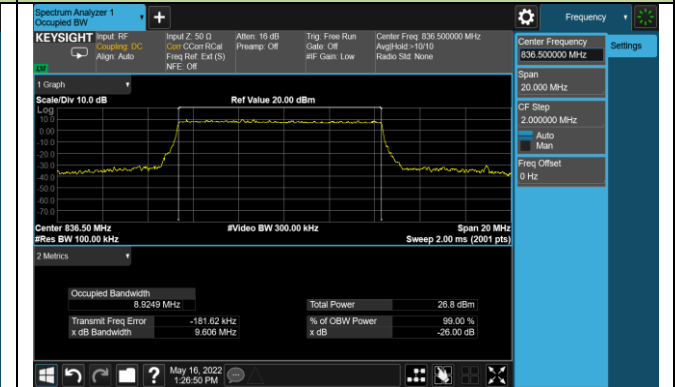 Spectrum Analyzer 1
Occupied BW
+
Frequency
KEYSIGHT
Input: RF
Coupling: DC
Align: Auto
Input Z: 50 Ω
Corr CCorr RCal
Freq Ref: Ext (S)
NFE: Off
Atten: 16 dB
Preamp: Off
Trig: Free Run
Gate: Off
#IF Gain: Low
Center Freq: 836.500000 MHz
Avg|Hold:>10/10
Radio Std: None
1 Graph
Scale/Div 10.0 dB
Ref Value 20.00 dBm
Log
10.0
0.00
-10.0
-20.0
-30.0
-40.0
-50.0
-60.0
-70.0
Center 836.50 MHz
#Video BW 300.00 kHz
Span 20 MHz
#Res BW 100.00 kHz
Sweep 2.00 ms (2001 pts)
2 Metrics
Occupied Bandwidth
8.9249 MHz
Total Power
26.8 dBm
Transmit Freq Error
-181.62 kHz
% of OBW Power
99.00 %
x dB Bandwidth
9.606 MHz
x dB
-26.00 dB
Center Frequency
836.500000 MHz
Settings
Span
20.000 MHz
CF Step
2.000000 MHz
Auto
Man
Freq Offset
0 Hz
?
May 16, 2022
1:26:50 PM